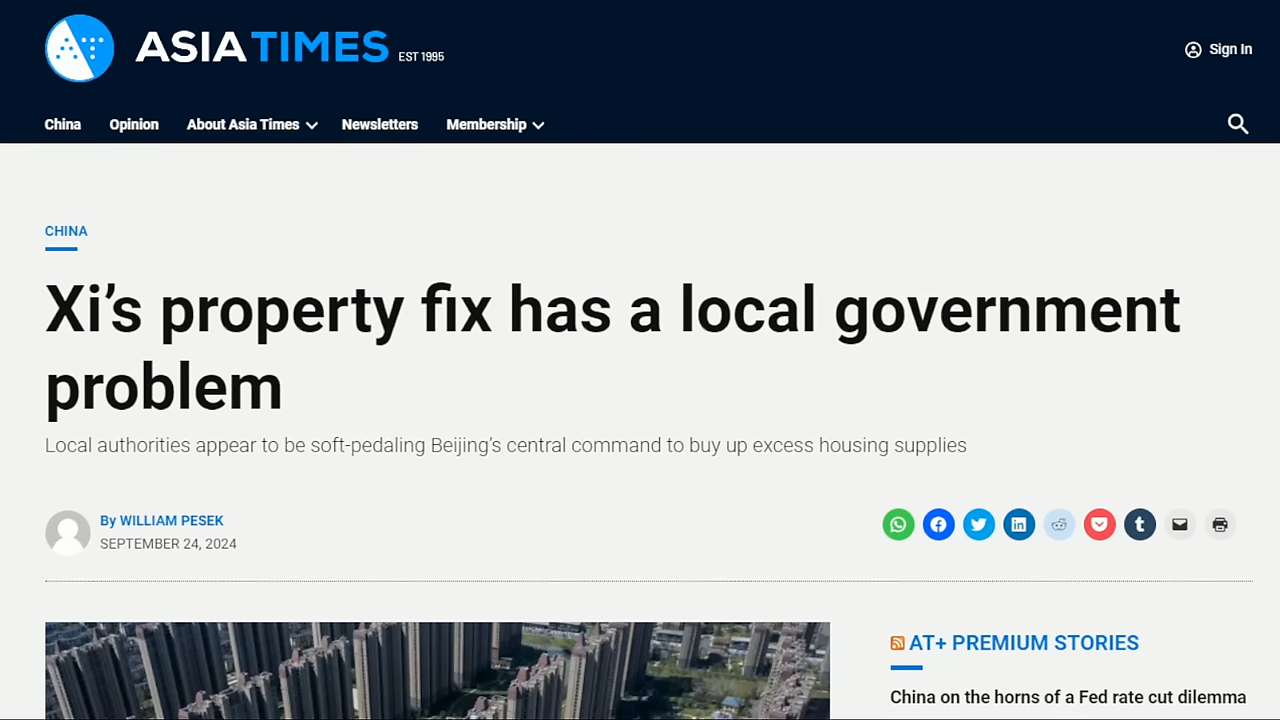 ASIA TIMES EST 1995
Sign In
China Opinion About Asia Times Newsletters Membership
CHINA
Xi’s property fix has a local government
problem
Local authorities appear to be soft-pedaling Beijing’s central command to buy up excess housing supplies
By WILLIAM PESEK
SEPTEMBER 24, 2024
AT+ PREMIUM STORIES
China on the horns of a Fed rate cut dilemma